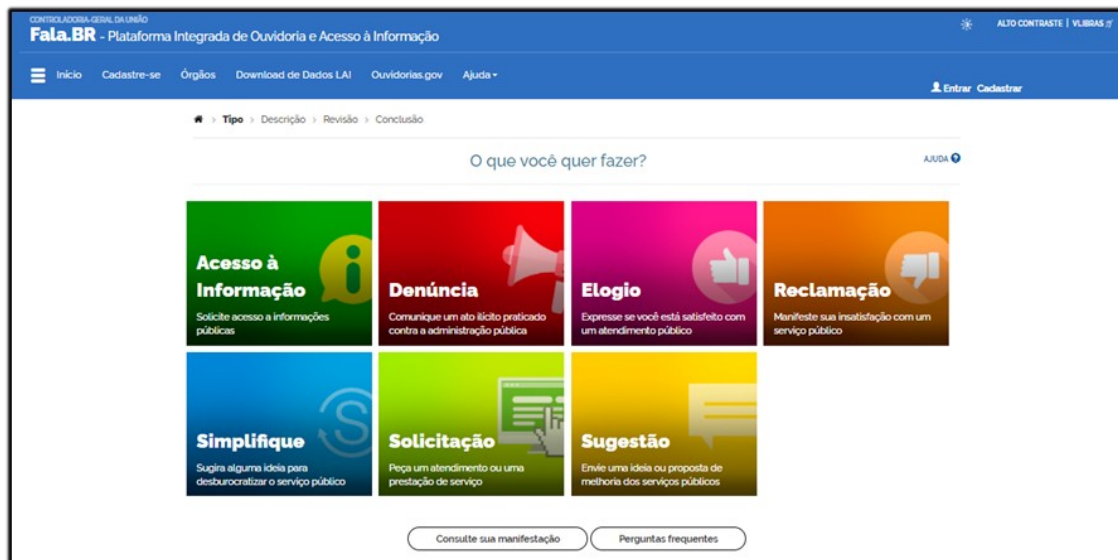 CONTROLADORIA-GERAL DA UNIÃO
Fala.BR - Plataforma Integrada de Ouvidoria e Acesso à Informação
ALTO CONTRASTE | VLIBRAS
Início Cadastre-se Órgãos Download de Dados LAI Ouvidorias.gov Ajuda
Entrar Cadastrar
> Tipo > Descrição > Revisão > Conclusão
O que você quer fazer?
AJUDA ?
Acesso à
Informação
Solicite acesso a informações
públicas
Denúncia
Comunique um ato ilícito praticado
contra a administração pública
Elogio
Expresse se você está satisfeito com
um atendimento público
Reclamação
Manifeste sua insatisfação com um
serviço público
Simplifique
Sugira alguma ideia para
desburocratizar o serviço público
Solicitação
Peça um atendimento ou uma
prestação de serviço
Sugestão
Envie uma ideia ou proposta de
melhoria dos serviços públicos
Consulte sua manifestação
Perguntas frequentes